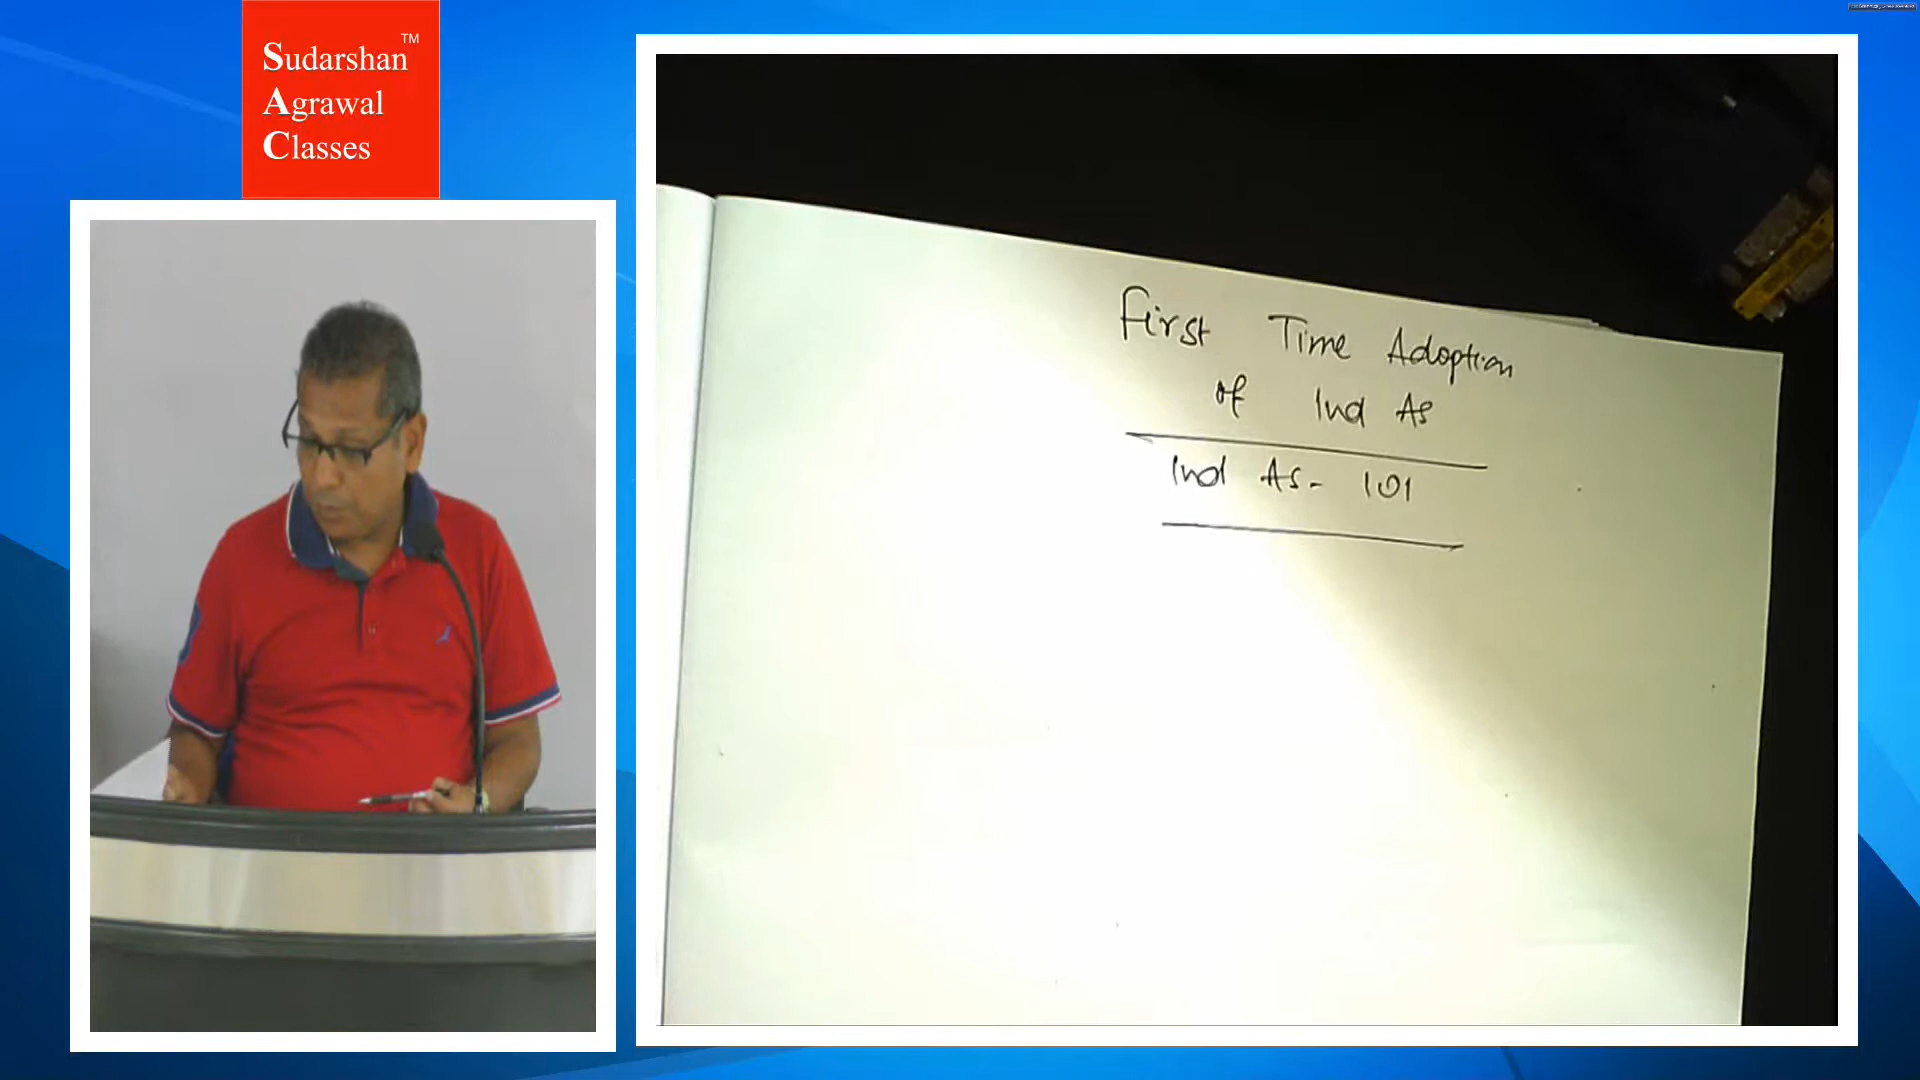 Sudarshan™
Agrawal
Classes
First Time Adoption
of Ind AS
Ind AS - 101